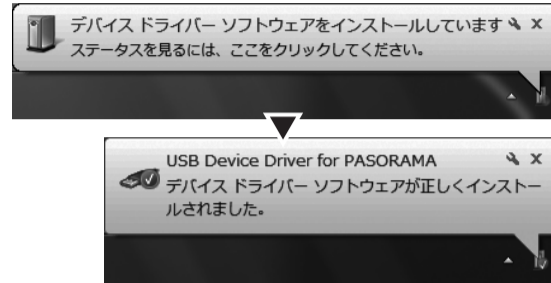 デバイス ドライバー ソフトウェアをインストールしています
ステータスを見るには、ここをクリックしてください。
USB Device Driver for PASORAMA
デバイス ドライバー ソフトウェアが正しくインストー
ルされました。